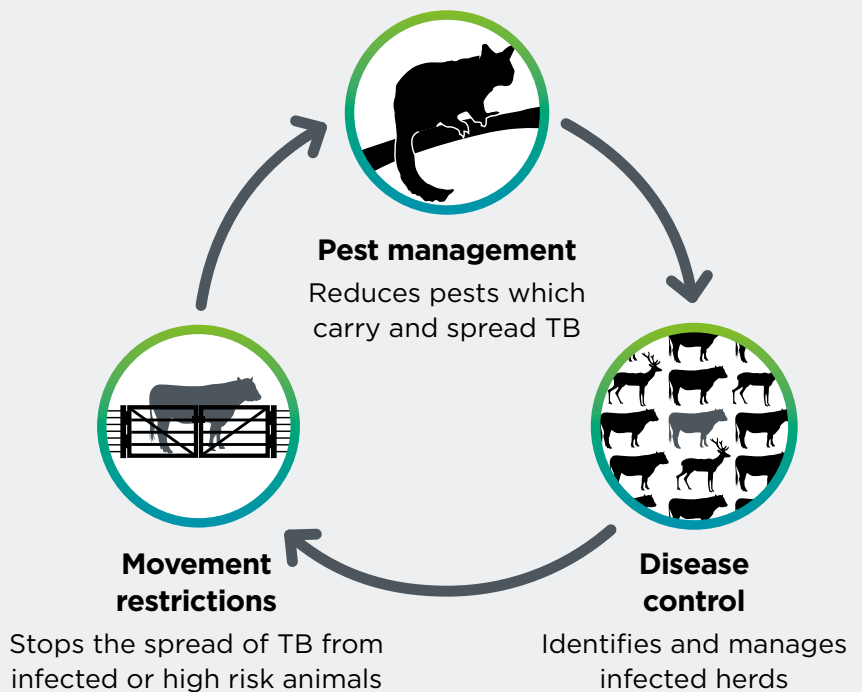 Pest management
Reduces pests which
carry and spread TB
Movement
restrictions
Stops the spread of TB from
infected or high risk animals
Disease
control
Identifies and manages
infected herds